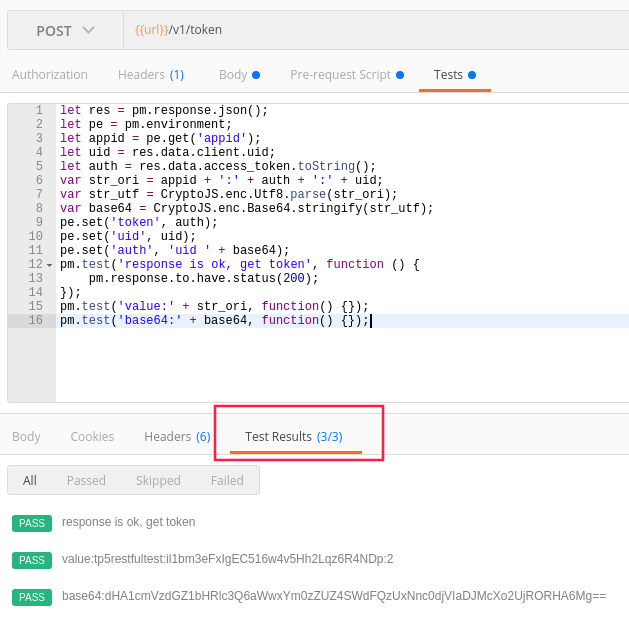 POST {{url}}/v1/token
Authorization Headers (1) Body Pre-request Script Tests
1 let res = pm.response.json();
2 let pe = pm.environment;
3 let appid = pe.get('appid');
4 let uid = res.data.client.uid;
5 let auth = res.data.access_token.toString();
6 var str_ori = appid + ':' + auth + ':' + uid;
7 var str_utf = CryptoJS.enc.Utf8.parse(str_ori);
8 var base64 = CryptoJS.enc.Base64.stringify(str_utf);
9 pe.set('token', auth);
10 pe.set('uid', uid);
11 pe.set('auth', 'uid ' + base64);
12 pm.test('response is ok, get token', function () {
13     pm.response.to.have.status(200);
14 });
15 pm.test('value:' + str_ori, function() {});
16 pm.test('base64:' + base64, function() {});
Body Cookies Headers (6) Test Results (3/3)
All Passed Skipped Failed
PASS response is ok, get token
PASS value:tp5restfultest:il1bm3eFxIgEC516w4v5Hh2Lqz6R4NDp:2
PASS base64:dHA1cmVzdGZ1bHRlc3Q6aWwxYm0zZUZ4SWdFQzUxNnc0djVIaDJMcXo2UjRORHA6Mg==